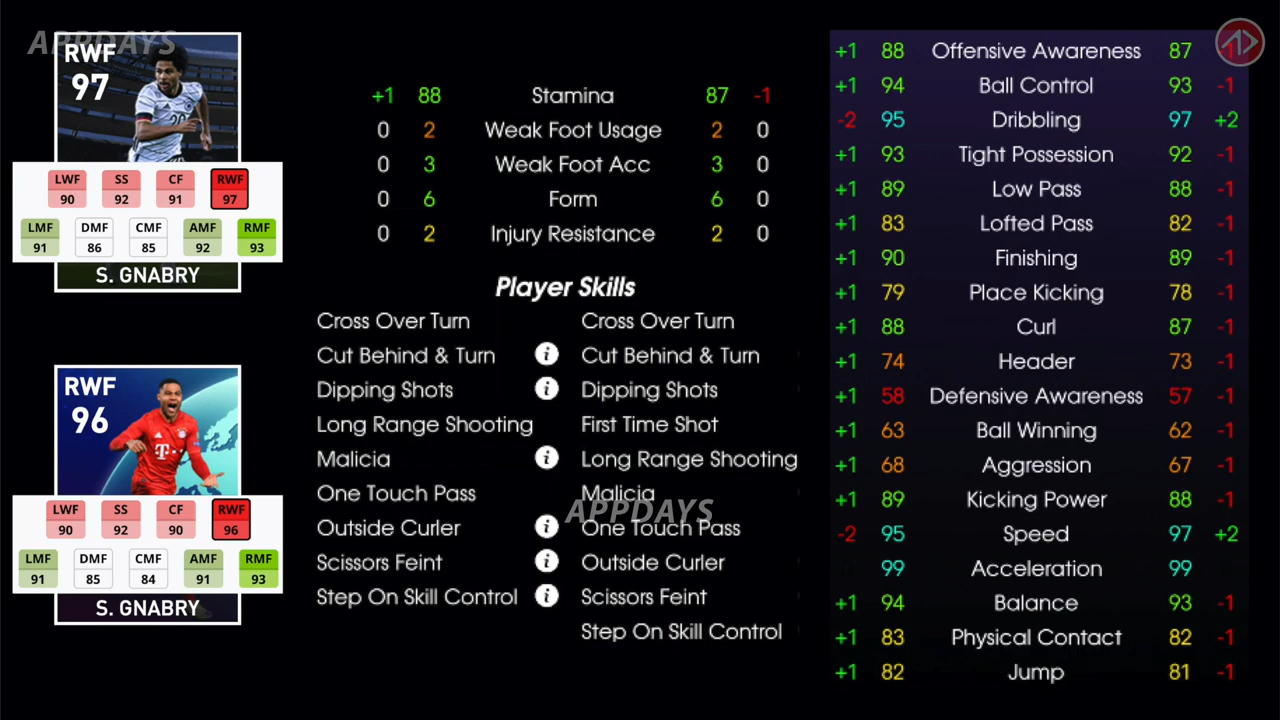 APPDAYS
RWF
97
20
LWF SS CF RWF
90 92 91 97
LMF DMF CMF AMF RMF
91 86 85 92 93
S. GNABRY
RWF
96
T
LWF SS CF RWF
90 92 90 96
LMF DMF CMF AMF RMF
91 85 84 91 93
S. GNABRY
+1 88 Stamina 87 -1
0 2 Weak Foot Usage 2 0
0 3 Weak Foot Acc 3 0
0 6 Form 6 0
0 2 Injury Resistance 2 0
Player Skills
Cross Over Turn Cross Over Turn
Cut Behind & Turn i Cut Behind & Turn
Dipping Shots i Dipping Shots
Long Range Shooting First Time Shot
Malicia i Long Range Shooting
One Touch Pass Malicia
APPDAYS
Outside Curler i One Touch Pass
Scissors Feint i Outside Curler
Step On Skill Control i Scissors Feint
Step On Skill Control
+1 88 Offensive Awareness 87 -1
+1 94 Ball Control 93 -1
-2 95 Dribbling 97 +2
+1 93 Tight Possession 92 -1
+1 89 Low Pass 88 -1
+1 83 Lofted Pass 82 -1
+1 90 Finishing 89 -1
+1 79 Place Kicking 78 -1
+1 88 Curl 87 -1
+1 74 Header 73 -1
+1 58 Defensive Awareness 57 -1
+1 63 Ball Winning 62 -1
+1 68 Aggression 67 -1
+1 89 Kicking Power 88 -1
-2 95 Speed 97 +2
99 Acceleration 99
+1 94 Balance 93 -1
+1 83 Physical Contact 82 -1
+1 82 Jump 81 -1